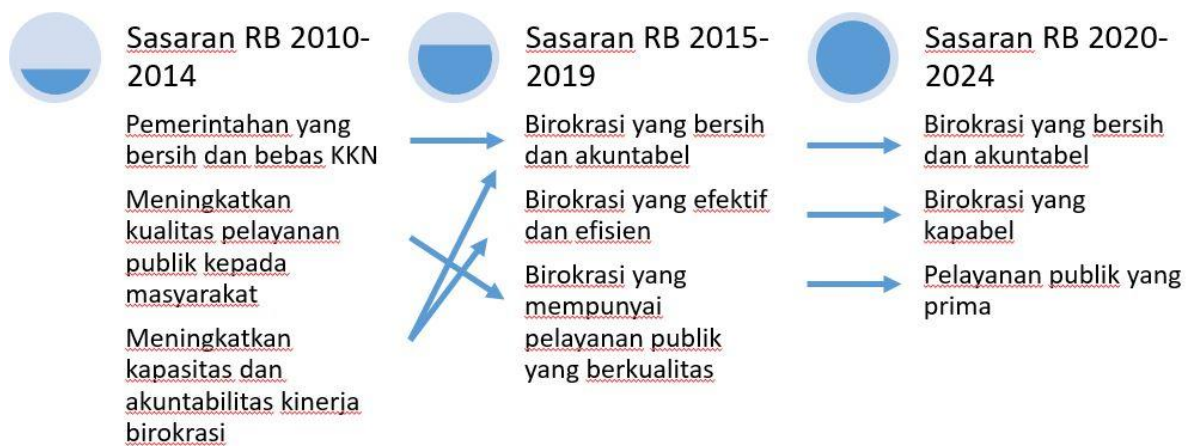 Sasaran RB 2010-
2014
Pemerintahan yang
bersih dan bebas KKN
Meningkatkan
kualitas pelayanan
publik kepada
masyarakat
Meningkatkan
kapasitas dan
akuntabilitas kinerja
birokrasi
Sasaran RB 2015-
2019
Birokrasi yang bersih
dan akuntabel
Birokrasi yang efektif
dan efisien
Birokrasi yang
mempunyai
pelayanan publik
yang berkualitas
Sasaran RB 2020-
2024
Birokrasi yang bersih
dan akuntabel
Birokrasi yang
kapabel
Pelayanan publik yang
prima